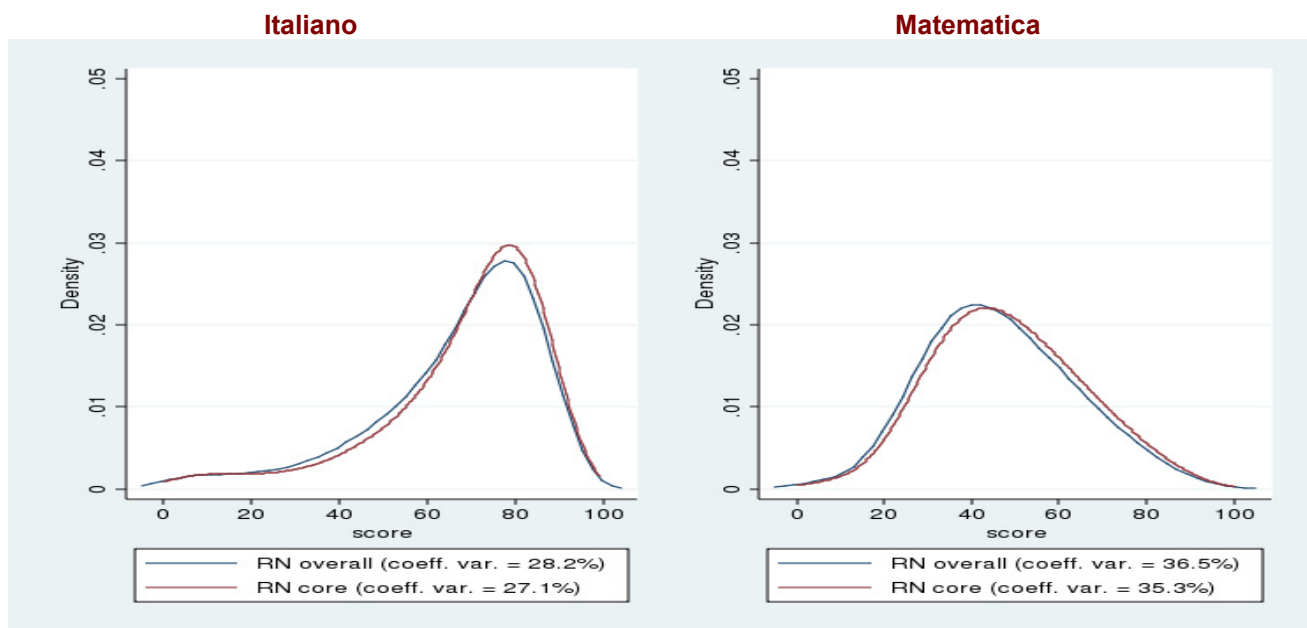 Italiano
Matematica
.05
.04
.03
.02
.01
0
Density
0 20 40 60 80 100
score
RN overall (coeff. var. = 28.2%)
RN core (coeff. var. = 27.1%)
.05
.04
.03
.02
.01
0
Density
0 20 40 60 80 100
score
RN overall (coeff. var. = 36.5%)
RN core (coeff. var. = 35.3%)